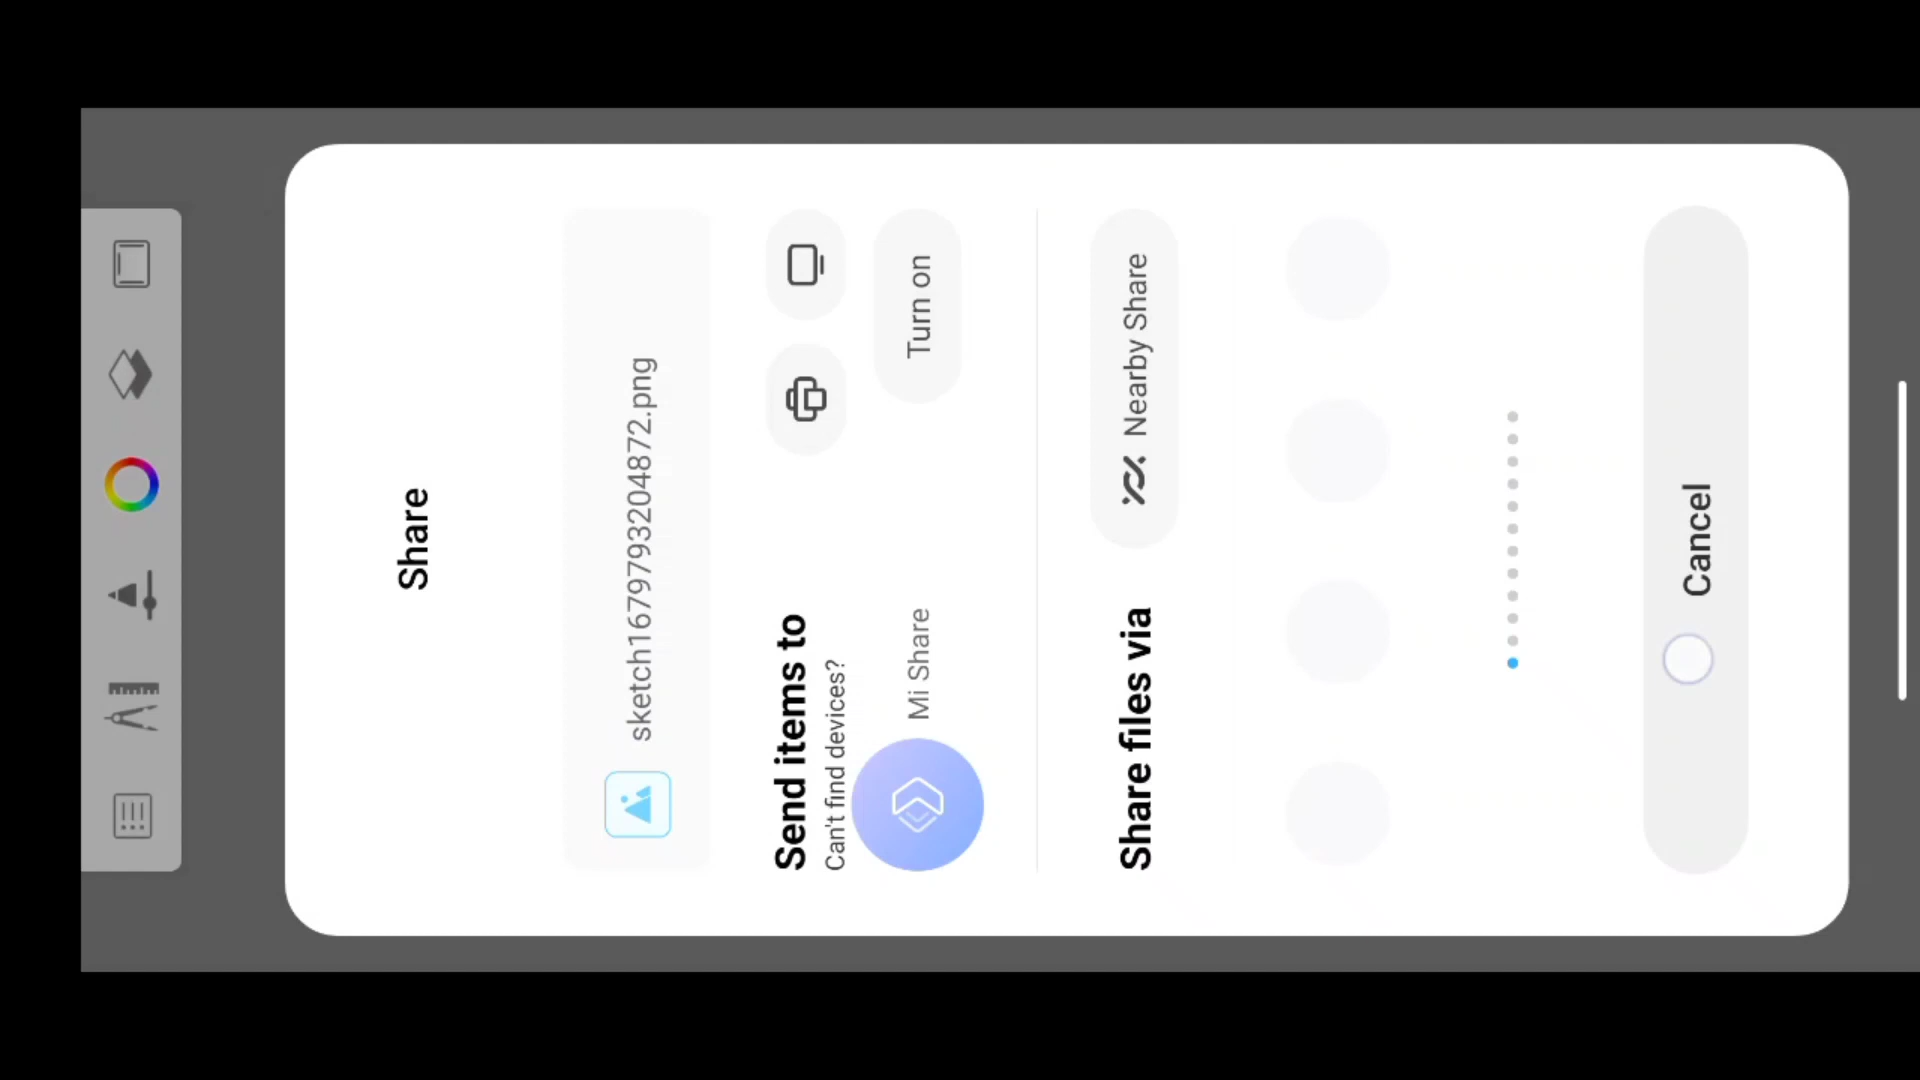 Share
sketch1679793204872.png
Send items to
Can't find devices?
Mi Share
Turn on
Share files via
Nearby Share
Cancel